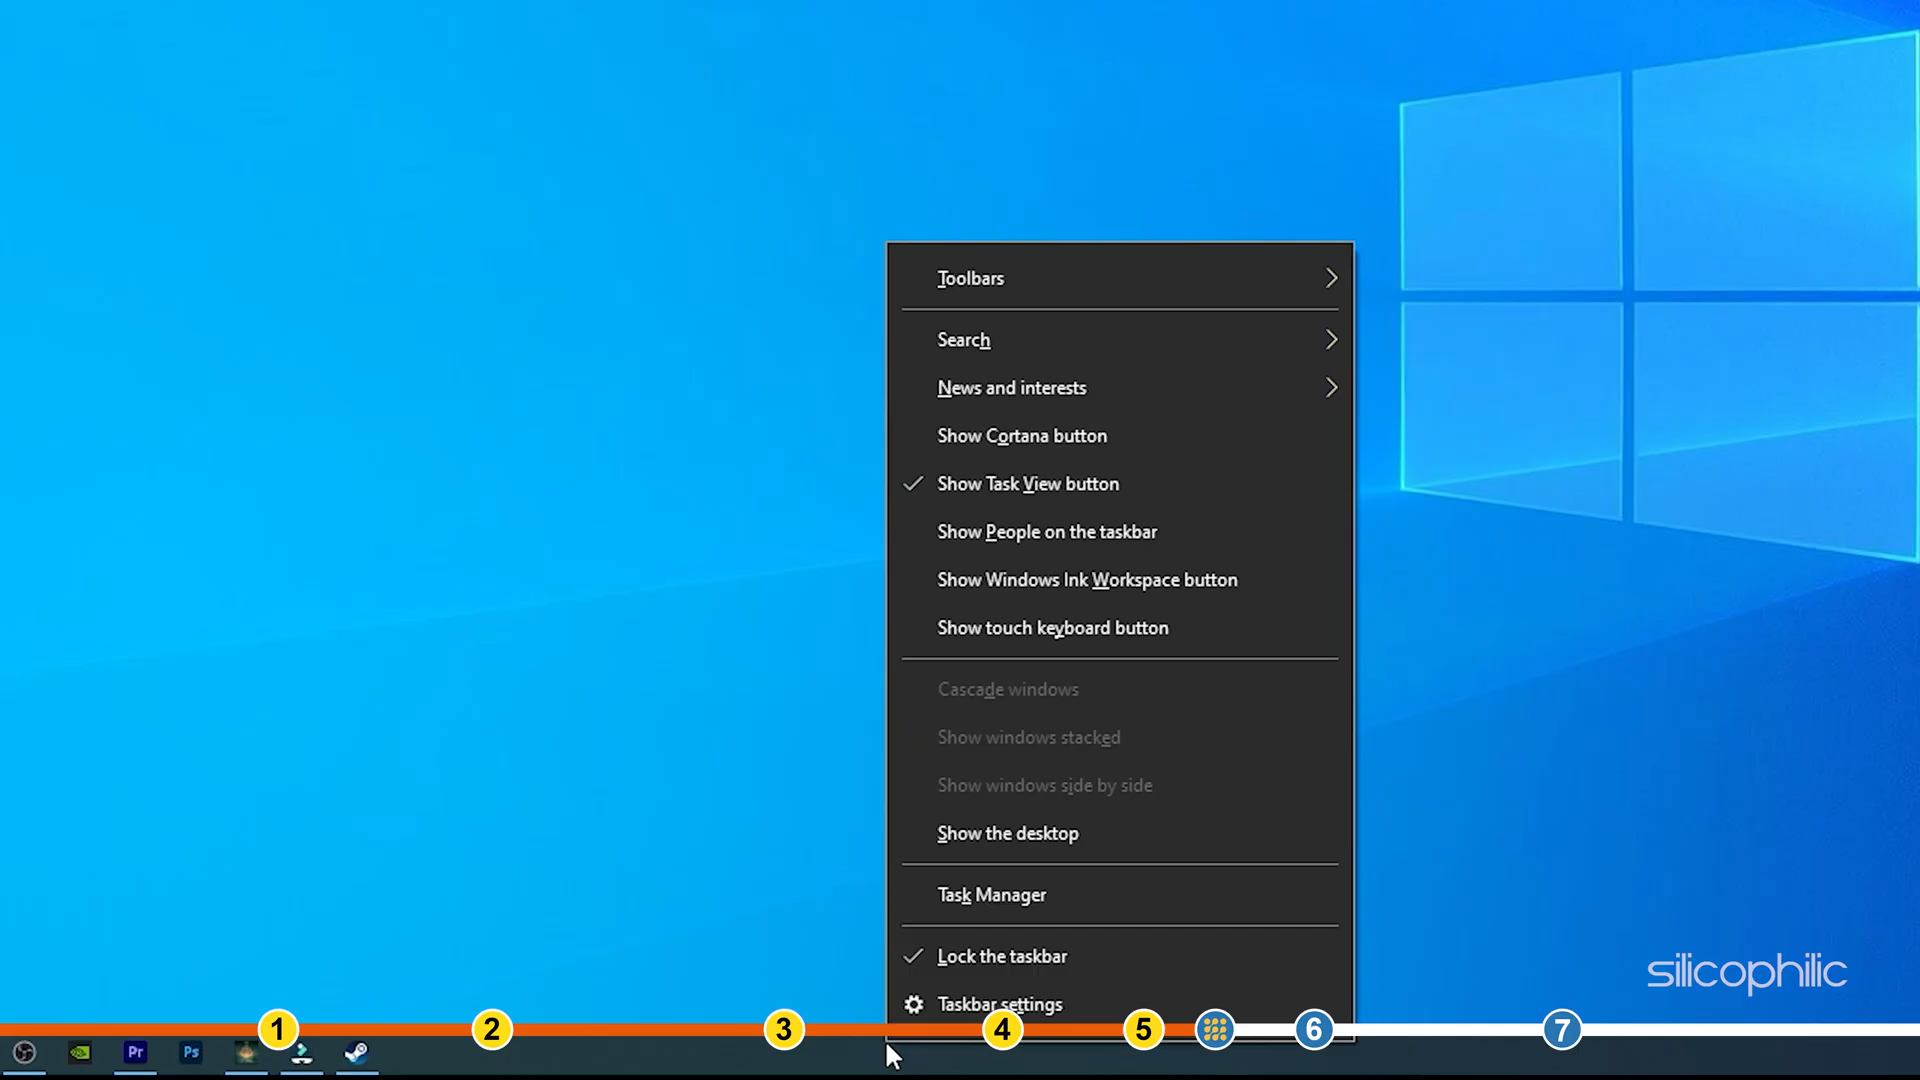 Toolbars
Search
News and interests
Show Cortana button
Show Task View button
Show People on the taskbar
Show Windows Ink Workspace button
Show touch keyboard button
Cascade windows
Show windows stacked
Show windows side by side
Show the desktop
Task Manager
Lock the taskbar
silicophilic
Taskbar settings
1 2 3 4 5 6 7
Pr Ps